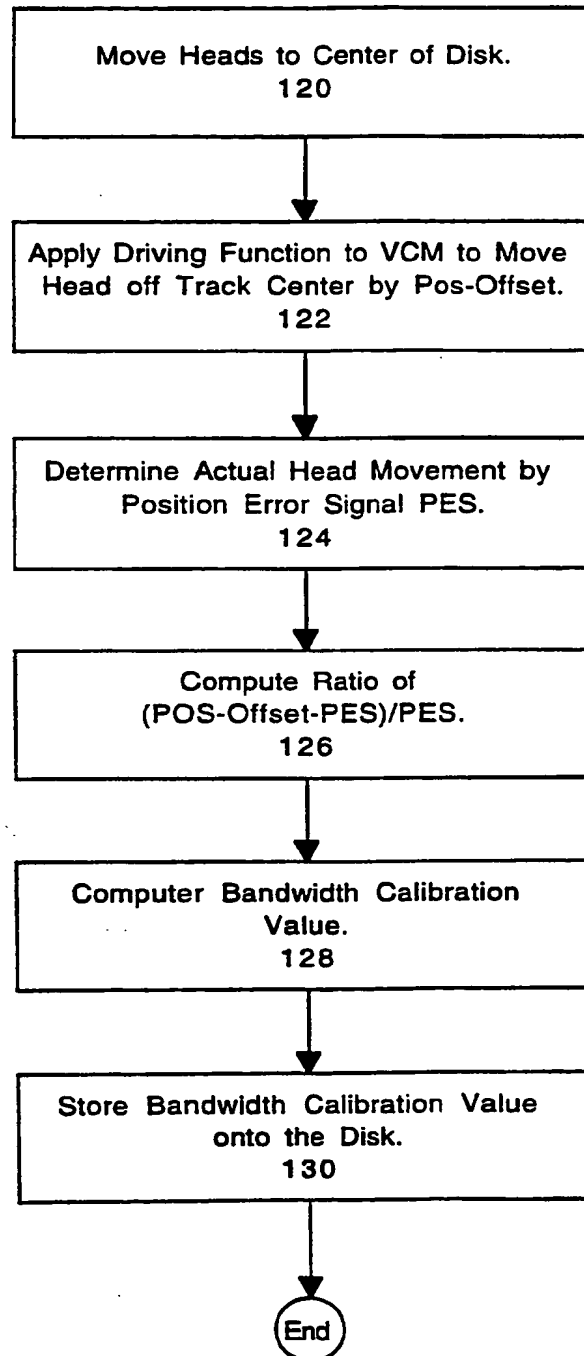 Move Heads to Center of Disk.
120
Apply Driving Function to VCM to Move
Head off Track Center by Pos-Offset.
122
Determine Actual Head Movement by
Position Error Signal PES.
124
Compute Ratio of
(POS-Offset-PES)/PES.
126
Computer Bandwidth Calibration
Value.
128
Store Bandwidth Calibration Value
onto the Disk.
130
End